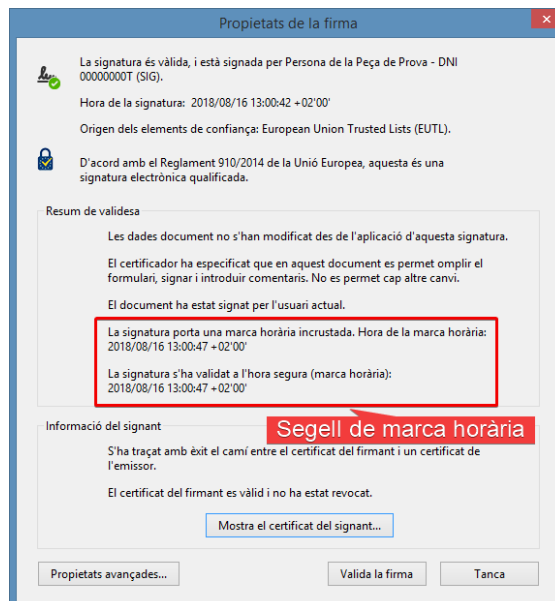 Propietats de la firma
La signatura és vàlida, i està signada per Persona de la Peça de Prova - DNI
00000000T (SIG).
Hora de la signatura: 2018/08/16 13:00:42 +02'00'
Origen dels elements de confiança: European Union Trusted Lists (EUTL).
D'acord amb el Reglament 910/2014 de la Unió Europea, aquesta és una
signatura electrònica qualificada.
Resum de validesa
Les dades document no s'han modificat des de l'aplicació d'aquesta signatura.
El certificador ha especificat que en aquest document es permet omplir el
formulari, signar i introduir comentaris. No es permet cap altre canvi.
El document ha estat signat per l'usuari actual.
La signatura porta una marca horària incrustada. Hora de la marca horària:
2018/08/16 13:00:47 +02'00'
La signatura s'ha validat a l'hora segura (marca horària):
2018/08/16 13:00:47 +02'00'
Segell de marca horària
Informació del signant
S'ha traçat amb èxit el camí entre el certificat del firmant i un certificat de
l'emissor.
El certificat del firmant es vàlid i no ha estat revocat.
Mostra el certificat del signant...
Propietats avançades...
Valida la firma
Tanca